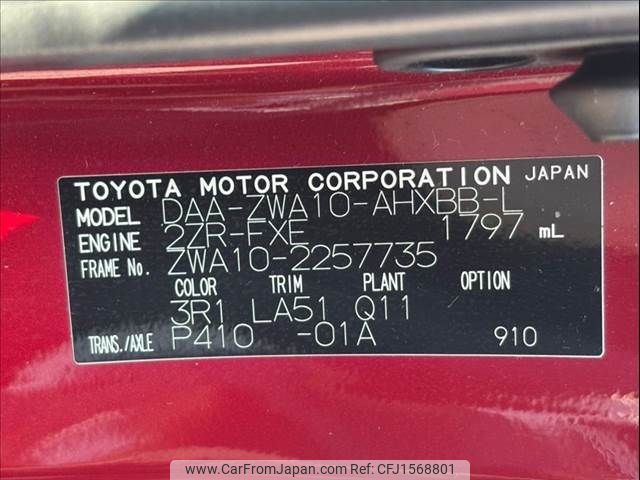 TOYOTA MOTOR CORPORATION JAPAN
MODEL DAA-ZWA10-AHXBB-L
ENGINE 2ZR-FXE 1797 mL
FRAME No. ZWA10-2257735
COLOR TRIM PLANT OPTION
3R1 LA51 Q11
TRANS./AXLE P410 -01A 910
www.CarFromJapan.com for CFJ1568801